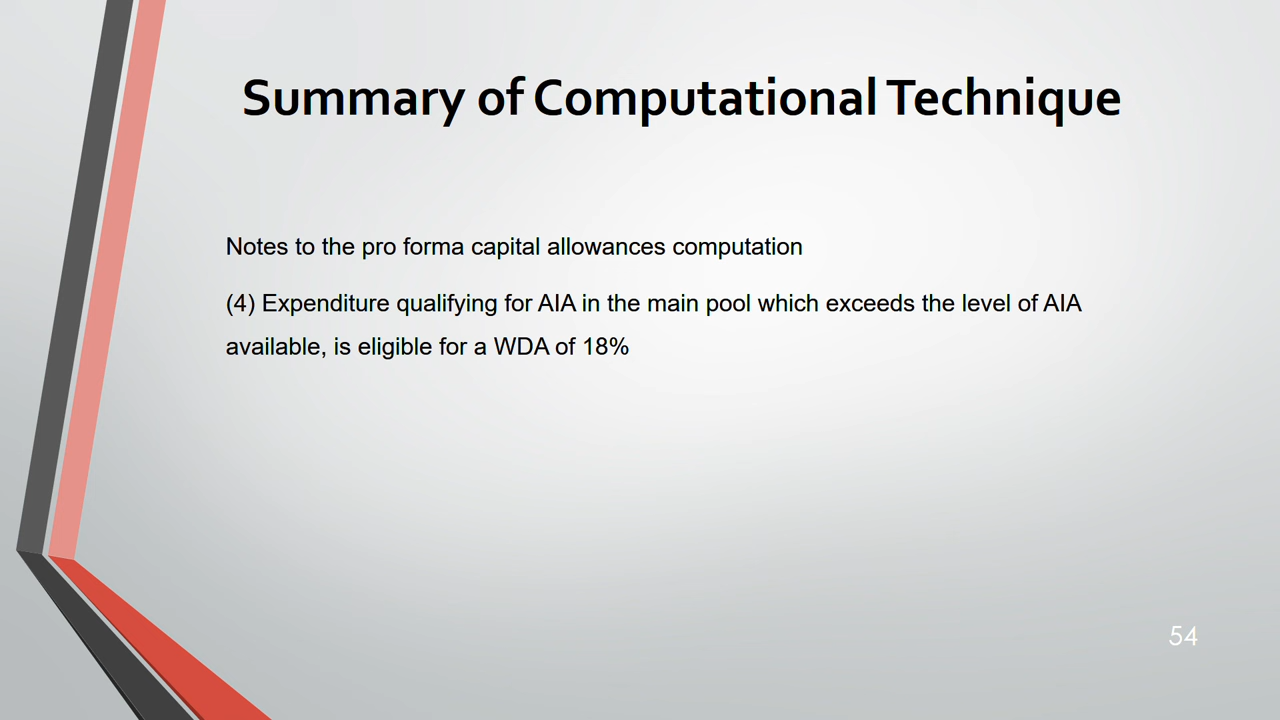 Summary of Computational Technique
Notes to the pro forma capital allowances computation
(4) Expenditure qualifying for AIA in the main pool which exceeds the level of AIA
available, is eligible for a WDA of 18%
54